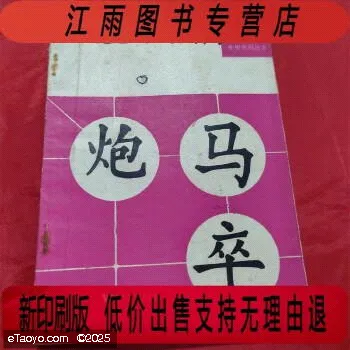 江雨图书专营店
炮 马
卒
新印刷版 低价出售支持无理由退
eTaoyo.com ©2025